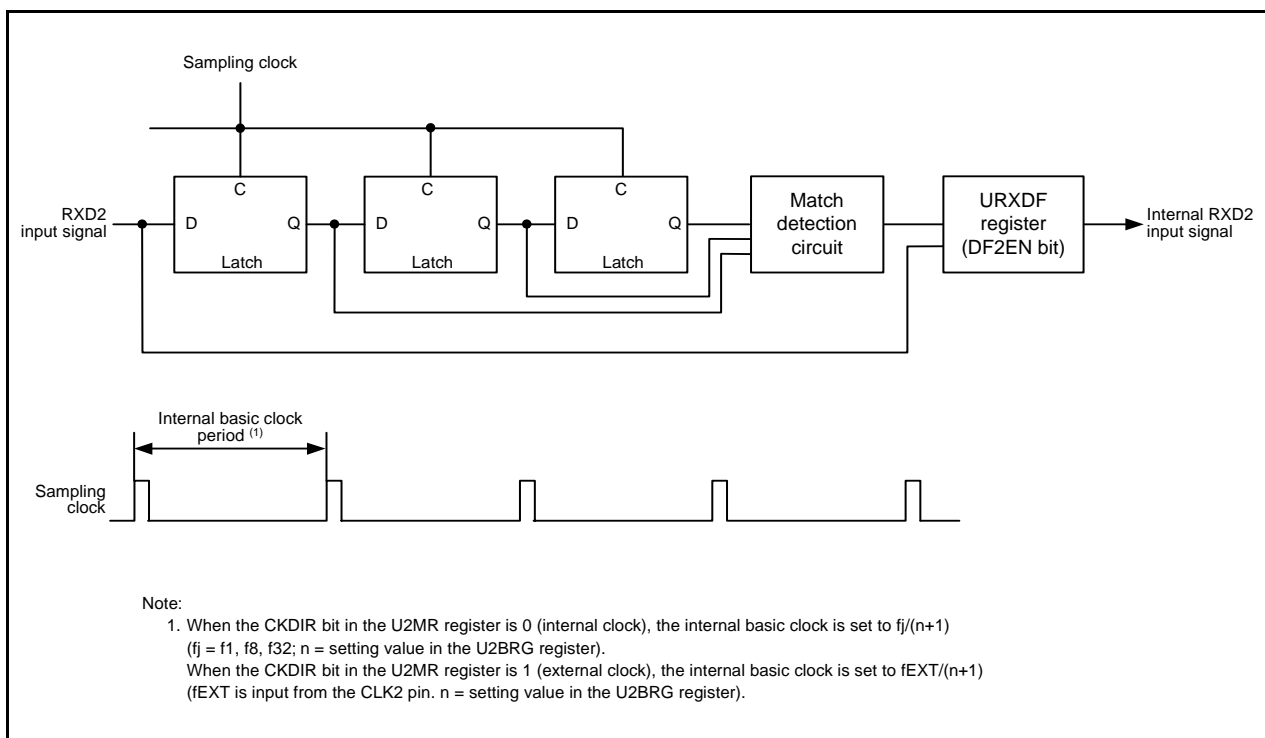 Sampling clock
C
C
C
RXD2
input signal
D
Q
D
Q
D
Q
Latch
Latch
Latch
Match
detection
circuit
URXDF
register
(DF2EN bit)
Internal RXD2
input signal
Internal basic clock
period (1)
Sampling
clock
Note:
1. When the CKDIR bit in the U2MR register is 0 (internal clock), the internal basic clock is set to fj/(n+1)
(fj = f1, f8, f32; n = setting value in the U2BRG register).
When the CKDIR bit in the U2MR register is 1 (external clock), the internal basic clock is set to fEXT/(n+1)
(fEXT is input from the CLK2 pin. n = setting value in the U2BRG register).